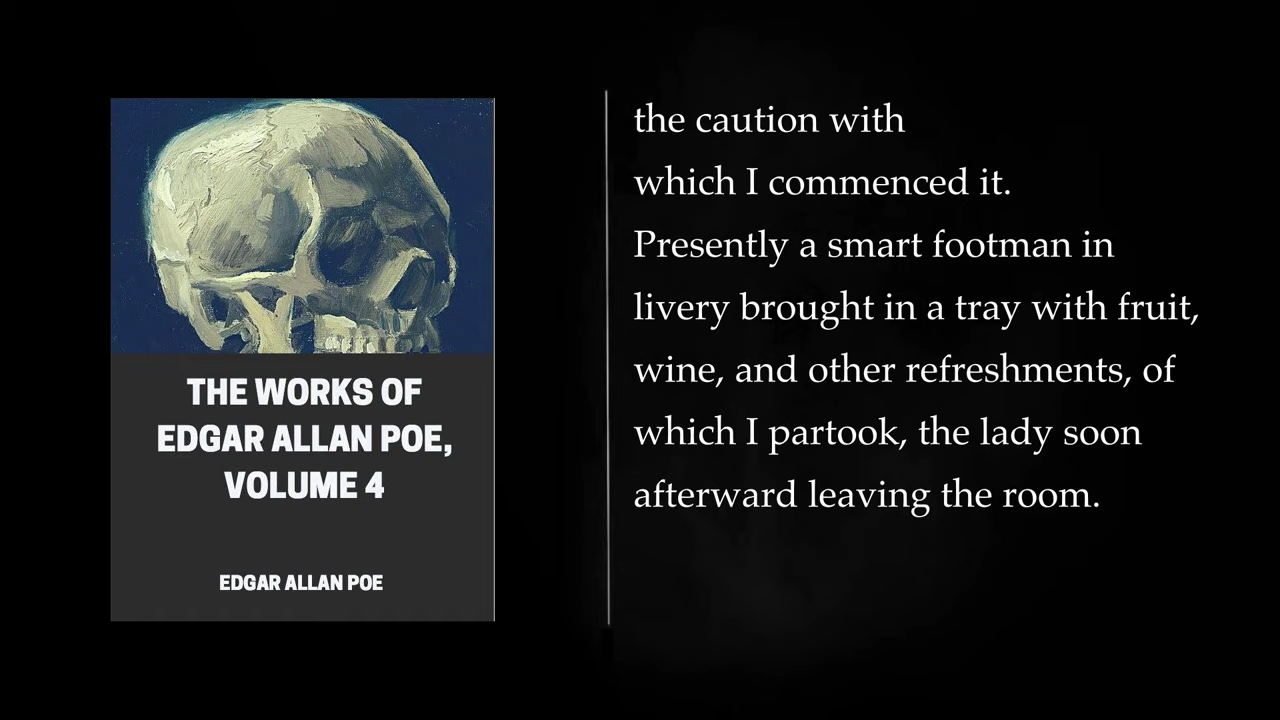 THE WORKS OF
EDGAR ALLAN POE,
VOLUME 4
EDGAR ALLAN POE
the caution with
which I commenced it.
Presently a smart footman in
livery brought in a tray with fruit,
wine, and other refreshments, of
which I partook, the lady soon
afterward leaving the room.